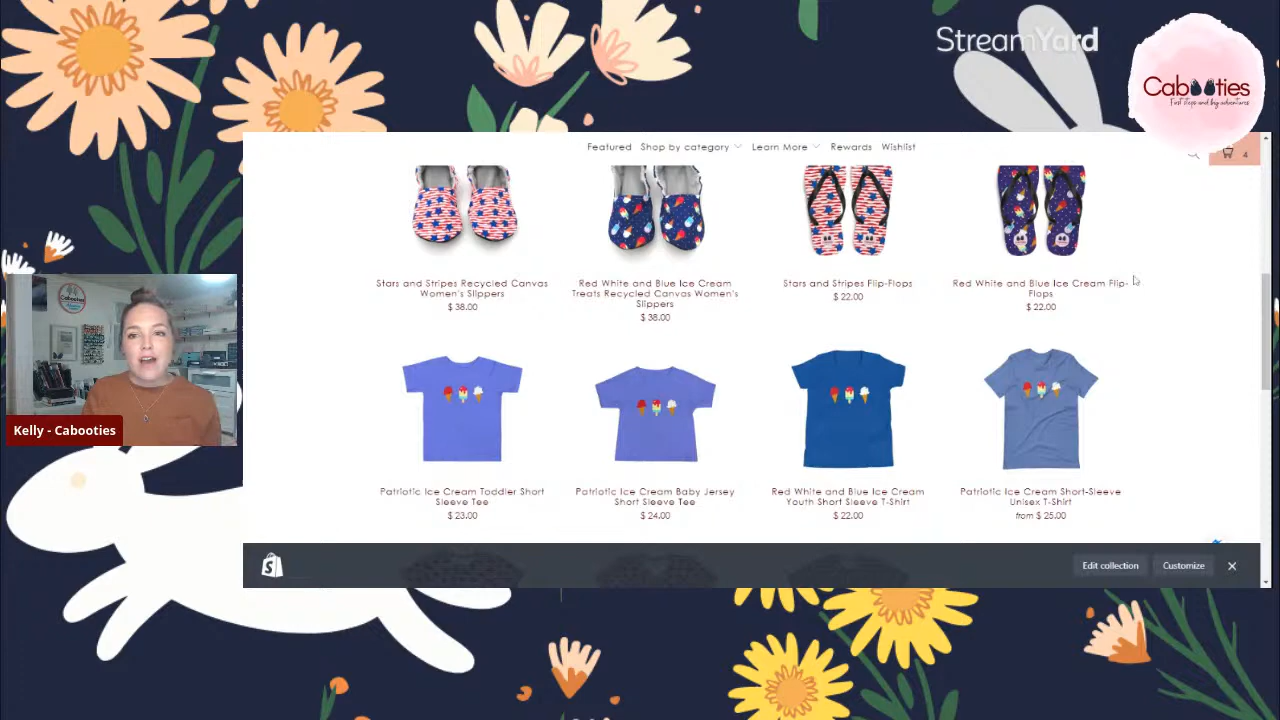 StreamYard
Cabooties
First steps and big adventures
Featured Shop by category Learn More Rewards Wishlist
4
Stars and Stripes Recycled Canvas
Women's Slippers
$ 38.00
Red White and Blue Ice Cream
Treats Recycled Canvas Women's
Slippers
$ 38.00
Stars and Stripes Flip-Flops
$ 22.00
Red White and Blue Ice Cream Flip-
Flops
$ 22.00
Cabooties
Kelly - Cabooties
Patriotic Ice Cream Toddler Short
Sleeve Tee
$ 23.00
Patriotic Ice Cream Baby Jersey
Short Sleeve Tee
$ 24.00
Red White and Blue Ice Cream
Youth Short Sleeve T-Shirt
$ 22.00
Patriotic Ice Cream Short-Sleeve
Unisex T-Shirt
from $ 25.00
Edit collection Customize